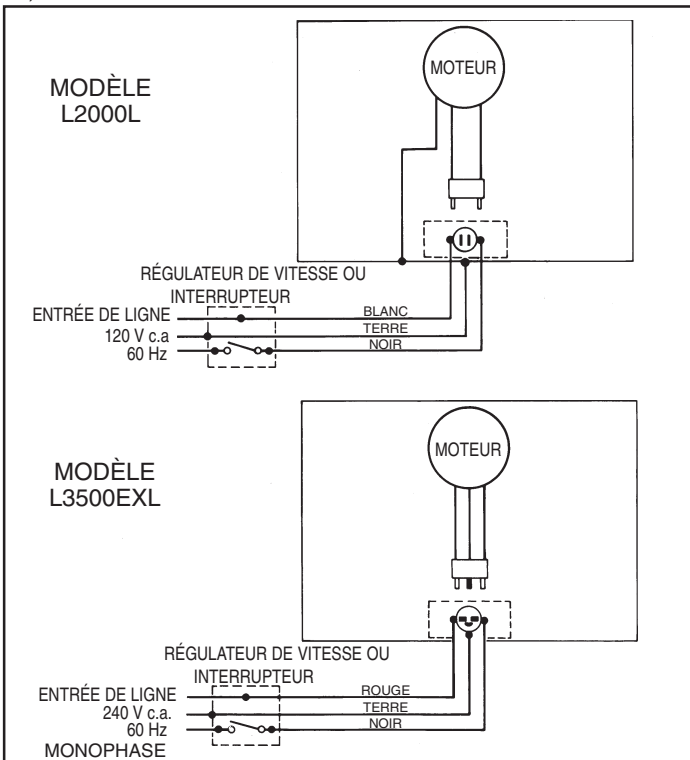 MODÈLE
L2000L
MOTEUR
RÉGULATEUR DE VITESSE OU
INTERRUPTEUR
ENTRÉE DE LIGNE
120 V c.a
60 Hz
BLANC
TERRE
NOIR
MODÈLE
L3500EXL
MOTEUR
RÉGULATEUR DE VITESSE OU
INTERRUPTEUR
ENTRÉE DE LIGNE
240 V c.a.
60 Hz
MONOPHASE
ROUGE
TERRE
NOIR